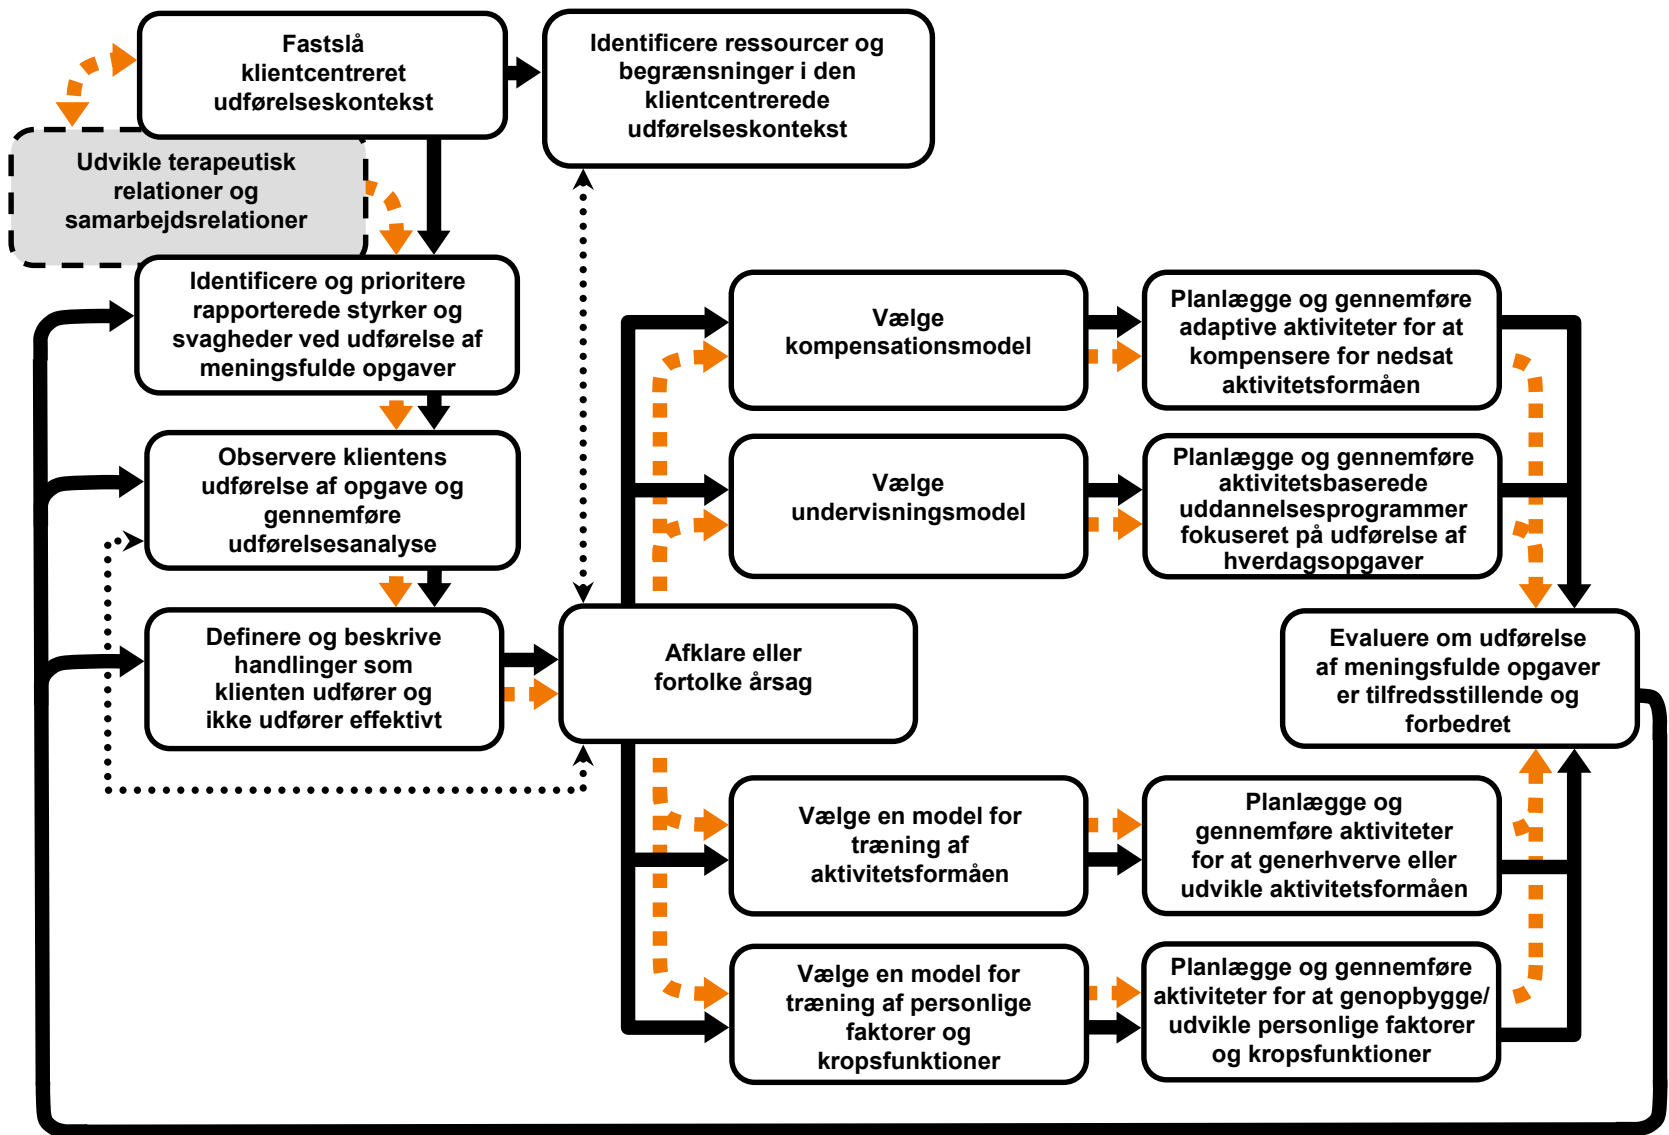 Fastslå
klientcentreret
udførelseskontekst
Identificere ressourcer og
begrænsninger i den
klientcentrerede
udførelseskontekst
Udvikle terapeutisk
relationer og
samarbejdsrelationer
Identificere og prioritere
rapporterede styrker og
svagheder ved udførelse af
meningsfulde opgaver
Observere klientens
udførelse af opgave og
gennemføre
udførelsesanalyse
Definere og beskrive
handlinger som
klienten udfører og
ikke udfører effektivt
Afklare eller
fortolke årsag
Vælge
kompensationsmodel
Planlægge og gennemføre
adaptive aktiviteter for at
kompensere for nedsat
aktivitetsformåen
Vælge
undervisningsmodel
Planlægge og gennemføre
aktivitetsbaserede
uddannelsesprogrammer
fokuseret på udførelse af
hverdagsopgaver
Vælge en model for
træning af
aktivitetsformåen
Planlægge og
gennemføre aktiviteter
for at generhverve eller
udvikle aktivitetsformåen
Vælge en model for
træning af personlige
faktorer og
kropsfunktioner
Planlægge og gennemføre
aktiviteter for at genopbygge/
udvikle personlige faktorer
og kropsfunktioner
Evaluere om udførelse
af meningsfulde opgaver
er tilfredsstillende og
forbedret